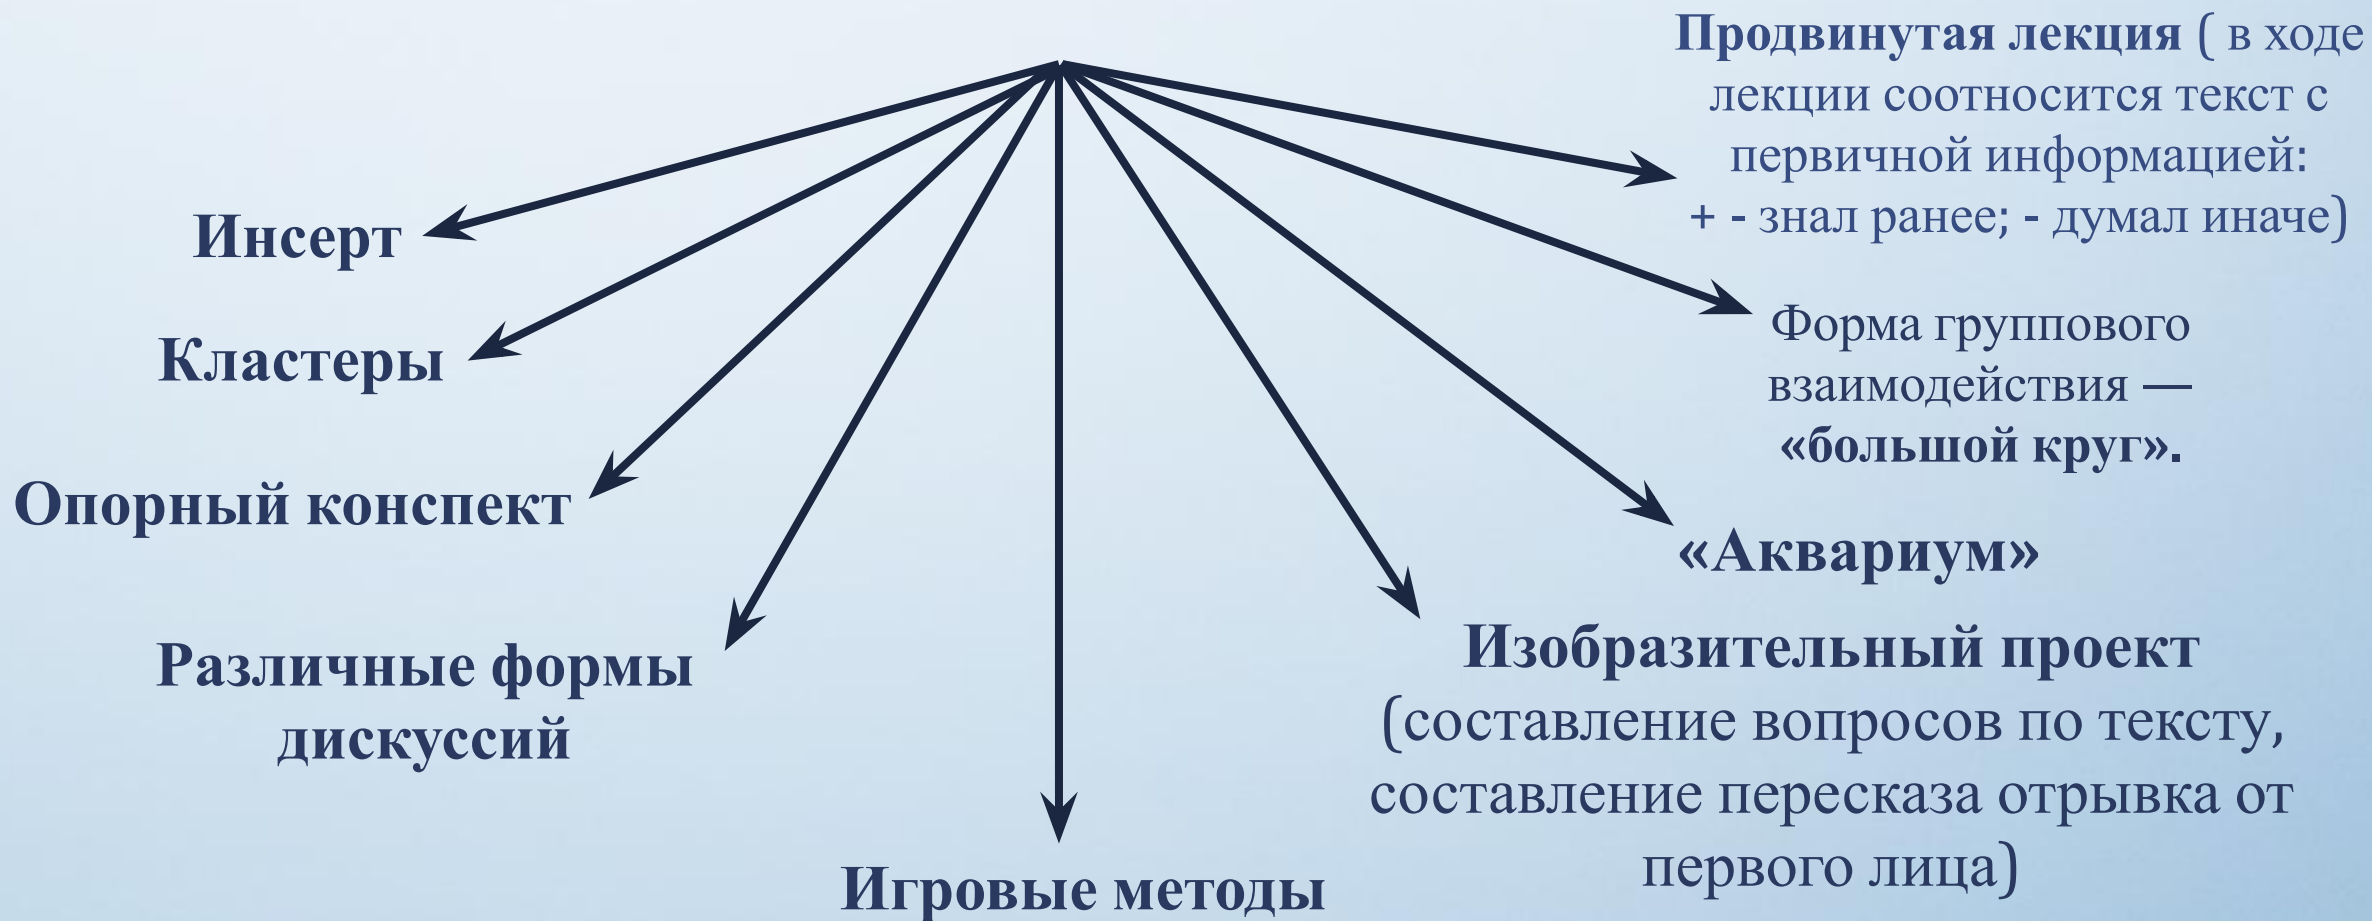 Продвинутая лекция ( в ходе
лекции соотносится текст с
первичной информацией:
+ - знал ранее; - думал иначе)
Инсерт
Форма группового
взаимодействия —
«большой круг».
Кластеры
Опорный конспект
«Аквариум»
Различные формы
дискуссий
Изобразительный проект
(составление вопросов по тексту,
составление пересказа отрывка от
первого лица)
Игровые методы